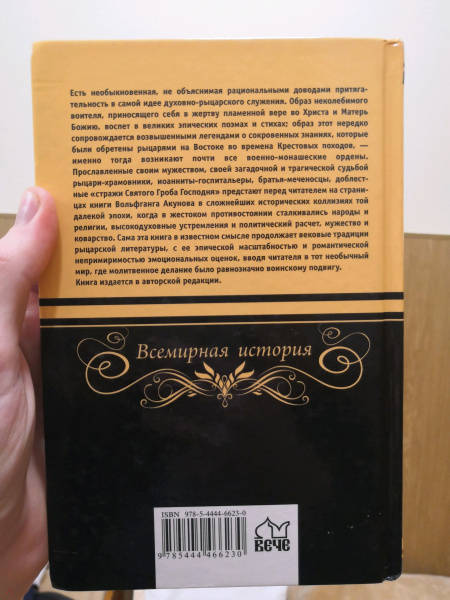 Есть необыкновенная, не объяснимая рациональными доводами притяга-
тельность в самой идее духовно-рыцарского служения. Образ неколебимого
воителя, приносящего себя в жертву пламенной вере во Христа и Матерь
Божию, воспет в великих эпических поэмах и стихах; образ этот нередко
сопровождается возвышенными легендами о сокровенных знаниях, которые
были обретены рыцарями на Востоке во времена Крестовых походов, —
именно тогда возникают почти все военно-монашеские ордены.
Прославленные своим мужеством, своей загадочной и трагической судьбой
рыцари-храмовники, иоанниты-госпитальеры, братья-меченосцы, доблест-
ные «стражи Святого Гроба Господня» предстают перед читателем на страни-
цах книги Вольфганга Акунова в сложнейших исторических коллизиях той
далекой эпохи, когда в жестоком противостоянии сталкивались народы и
религии, высокодуховные устремления и политический расчет, мужество и
коварство. Сама эта книга в известном смысле продолжает вековые традиции
рыцарской литературы, с ее эпической масштабностью и романтической
непримиримостью эмоциональных оценок, вводя читателя в тот необычный
мир, где молитвенное делание было равнозначно воинскому подвигу.
Книга издается в авторской редакции.
Всемирная история
ISBN 978-5-4444-6623-0
9785444466230
ВЕЧЕ